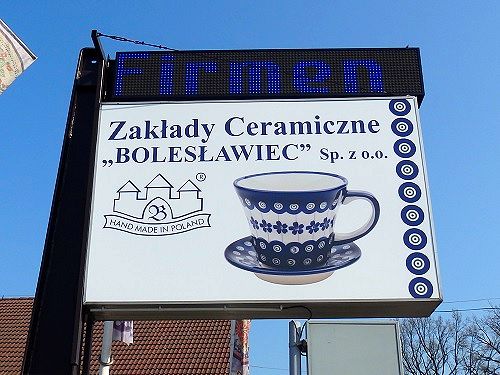 Firmen
Zakłady Ceramiczne
„BOLESŁAWIEC” Sp. z o.o.
®
B
HAND MADE IN POLAND